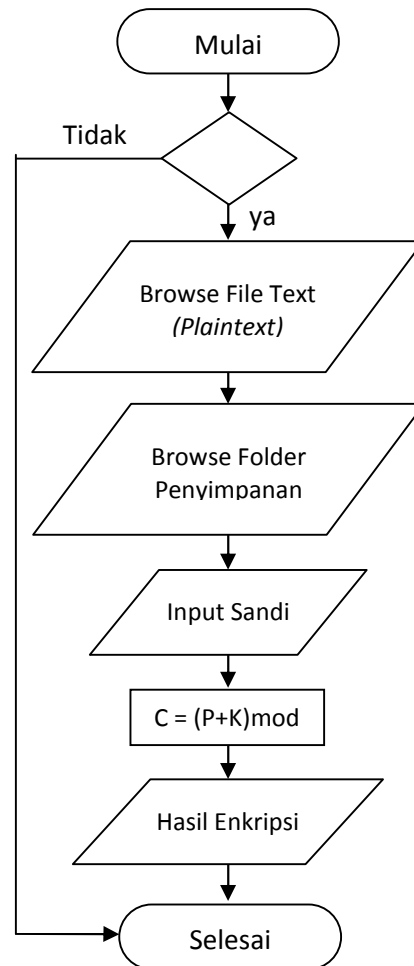 Mulai
Tidak
ya
Browse File Text
(Plaintext)
Browse Folder
Penyimpanan
Input Sandi
C = (P+K)mod
Hasil Enkripsi
Selesai